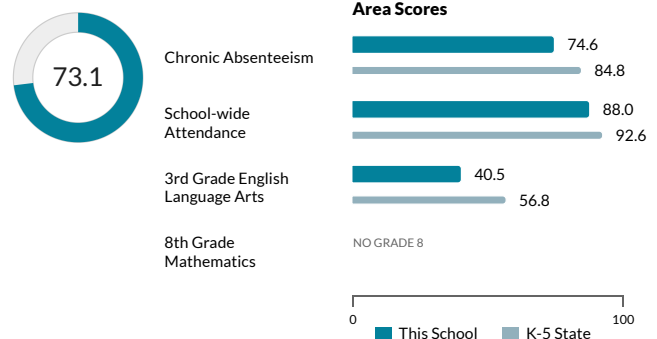 Area Scores
73.1
Chronic Absenteeism
74.6
84.8
School-wide
Attendance
88.0
92.6
3rd Grade English
Language Arts
40.5
56.8
8th Grade
Mathematics
NO GRADE 8
0
100
This School
K-5 State